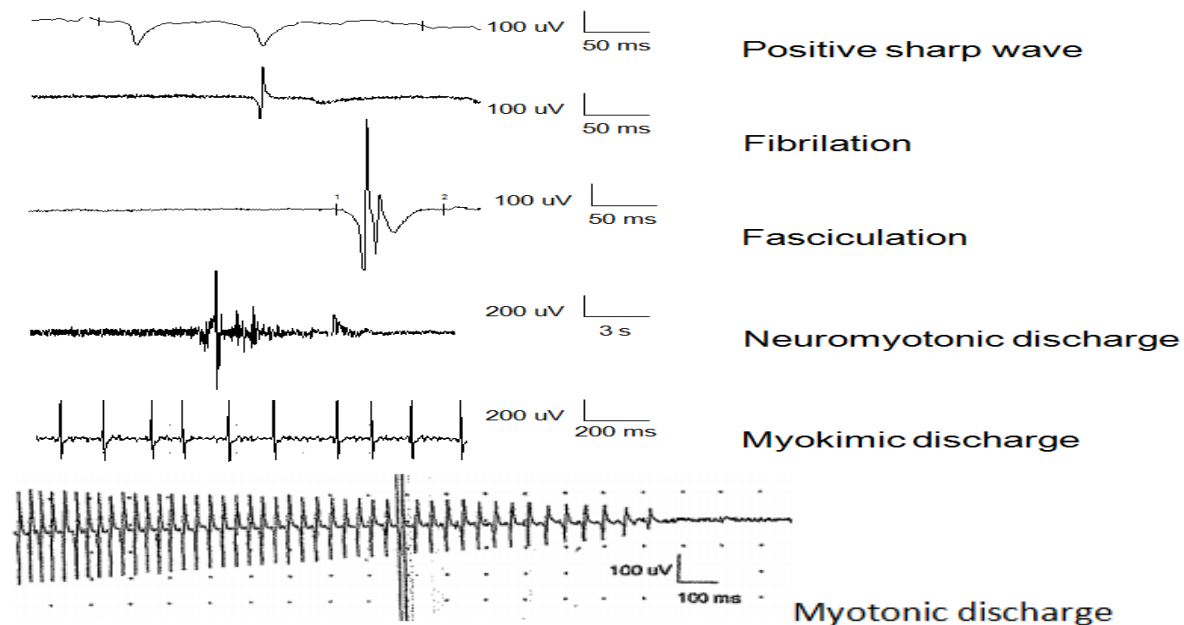 100 uV
50 ms
Positive sharp wave
100 uV
50 ms
Fibrilation
1
2
100 uV
50 ms
Fasciculation
200 uV
3 s
Neuromyotonic discharge
200 uV
200 ms
Myokimic discharge
100 uV
100 ms
Myotonic discharge